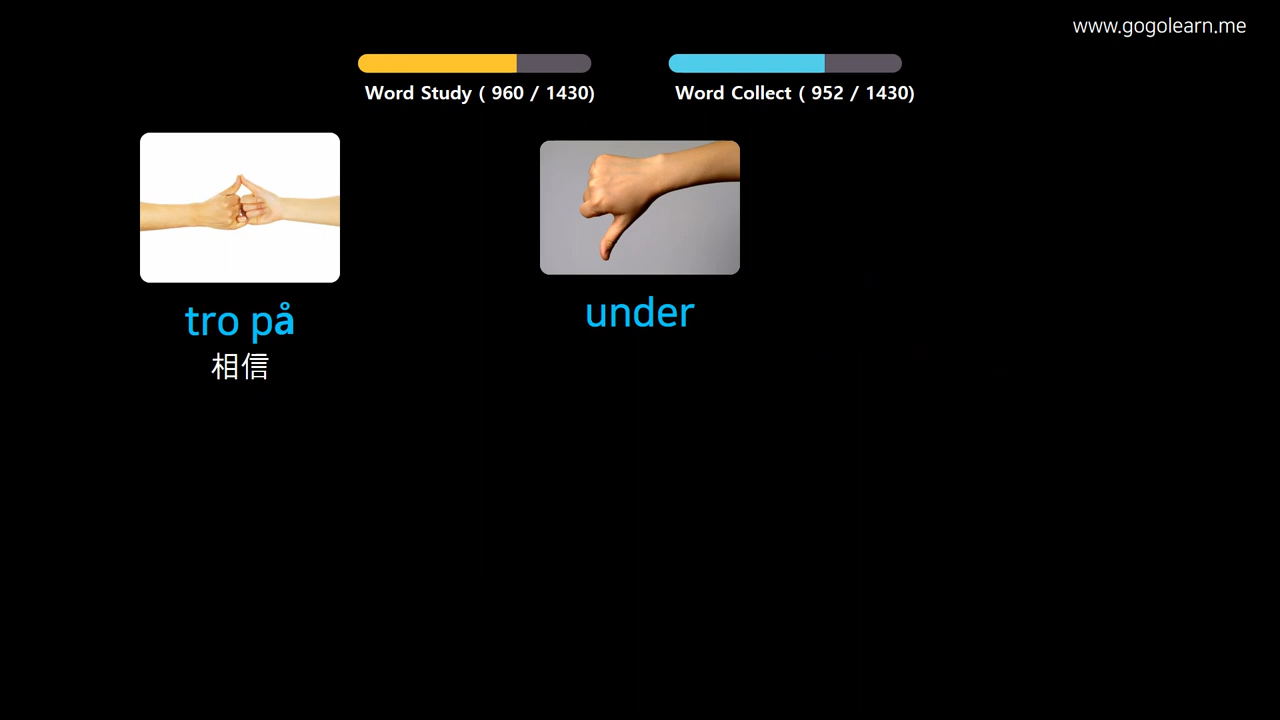 www.gogolearn.me
Word Study ( 960 / 1430)
Word Collect ( 952 / 1430)
tro på
相信
under